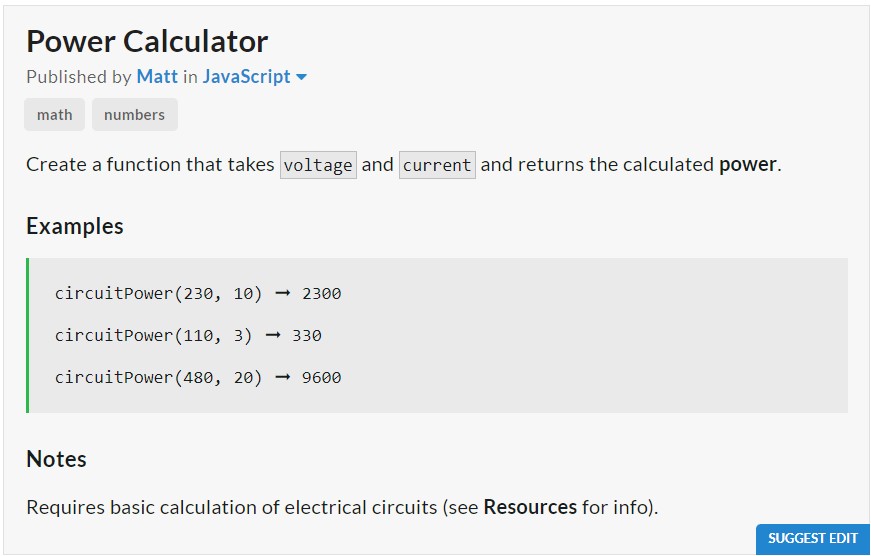 Power Calculator
Published by Matt in JavaScript
math numbers
Create a function that takes voltage and current and returns the calculated power.
Examples
circuitPower(230, 10) ➞ 2300
circuitPower(110, 3) ➞ 330
circuitPower(480, 20) ➞ 9600
Notes
Requires basic calculation of electrical circuits (see Resources for info).
SUGGEST EDIT